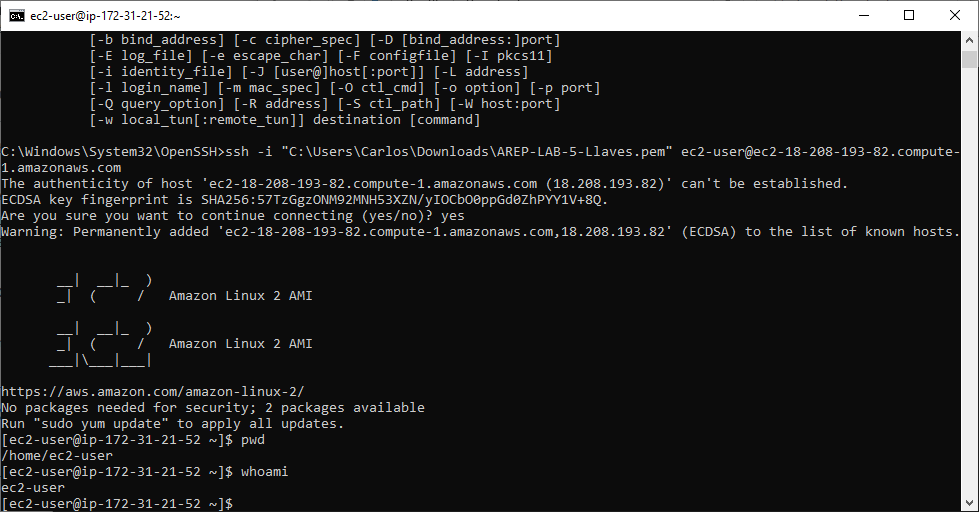 ec2-user@ip-172-31-21-52:~
[-b bind_address] [-c cipher_spec] [-D [bind_address:]port]
[-E log_file] [-e escape_char] [-F configfile] [-I pkcs11]
[-i identity_file] [-J [user@]host[:port]] [-L address]
[-l login_name] [-m mac_spec] [-O ctl_cmd] [-o option] [-p port]
[-Q query_option] [-R address] [-S ctl_path] [-W host:port]
[-w local_tun[:remote_tun]] destination [command]
C:\Windows\System32\OpenSSH>ssh -i "C:\Users\Carlos\Downloads\AREP-LAB-5-Llaves.pem" ec2-user@ec2-18-208-193-82.compute-
1.amazonaws.com
The authenticity of host 'ec2-18-208-193-82.compute-1.amazonaws.com (18.208.193.82)' can't be established.
ECDSA key fingerprint is SHA256:57TzGgzONM92MNH53XZN/yIOCbO0ppGd0ZhPYY1V+8Q.
Are you sure you want to continue connecting (yes/no)? yes
Warning: Permanently added 'ec2-18-208-193-82.compute-1.amazonaws.com,18.208.193.82' (ECDSA) to the list of known hosts.
__|  __|_  )
_|  (     /   Amazon Linux 2 AMI
__|  __|_  )
_|  (     /   Amazon Linux 2 AMI
___|\___|___|
https://aws.amazon.com/amazon-linux-2/
No packages needed for security; 2 packages available
Run "sudo yum update" to apply all updates.
[ec2-user@ip-172-31-21-52 ~]$ pwd
/home/ec2-user
[ec2-user@ip-172-31-21-52 ~]$ whoami
ec2-user
[ec2-user@ip-172-31-21-52 ~]$